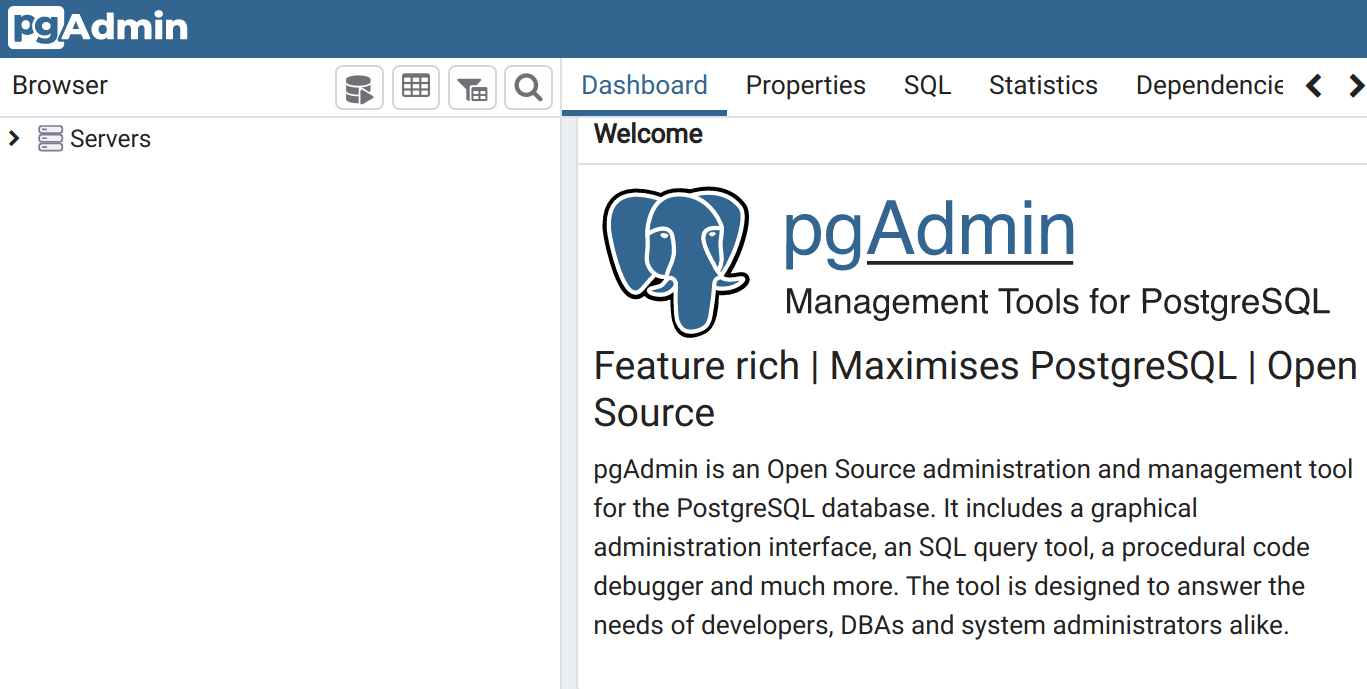 pgAdmin
Browser
Dashboard Properties SQL Statistics Dependencie
Servers
Welcome
pgAdmin
Management Tools for PostgreSQL
Feature rich | Maximises PostgreSQL | Open
Source
pgAdmin is an Open Source administration and management tool
for the PostgreSQL database. It includes a graphical
administration interface, an SQL query tool, a procedural code
debugger and much more. The tool is designed to answer the
needs of developers, DBAs and system administrators alike.